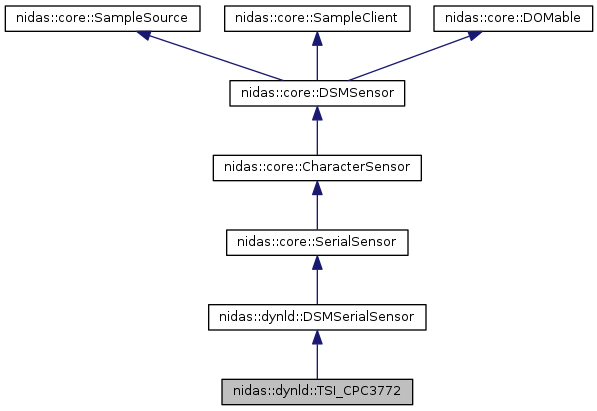 nidas::core::SampleSource
nidas::core::SampleClient
nidas::core::DOMable
nidas::core::DSMSensor
nidas::core::CharacterSensor
nidas::core::SerialSensor
nidas::dynld::DSMSerialSensor
nidas::dynld::TSI_CPC3772